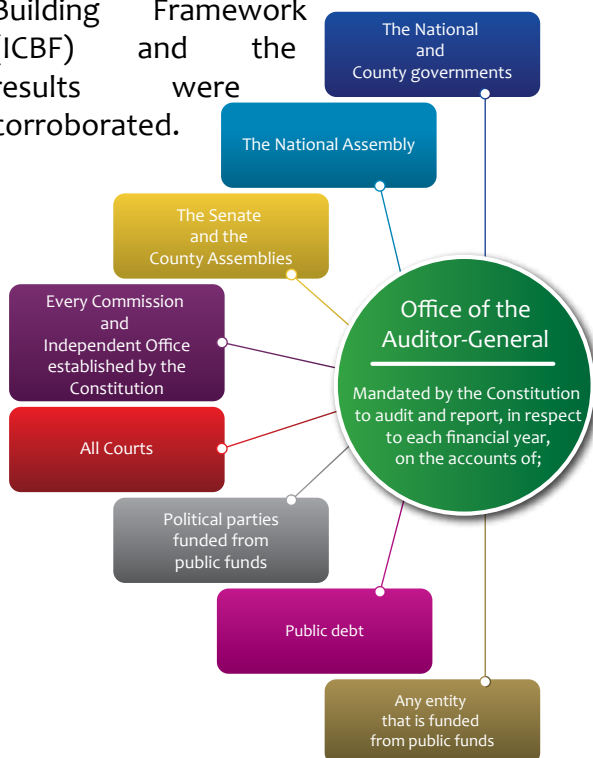 Building Framework
(ICBF) and the
results were
corroborated.
The National
and
County governments
The National Assembly
The Senate
and the
County Assemblies
Every Commission
and
Independent Office
established by the
Constitution
All Courts
Political parties
funded from
public funds
Public debt
Any entity
that is funded
from public funds
Office of the
Auditor-General
Mandated by the Constitution
to audit and report, in respect
to each financial year,
on the accounts of;